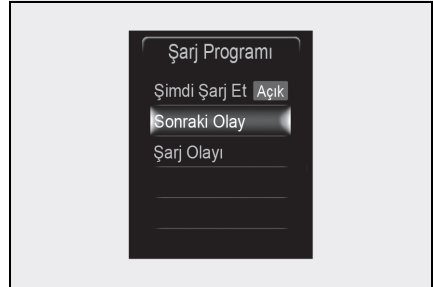 Şarj Programı
Şimdi Şarj Et Açık
Sonraki Olay
Şarj Olayı